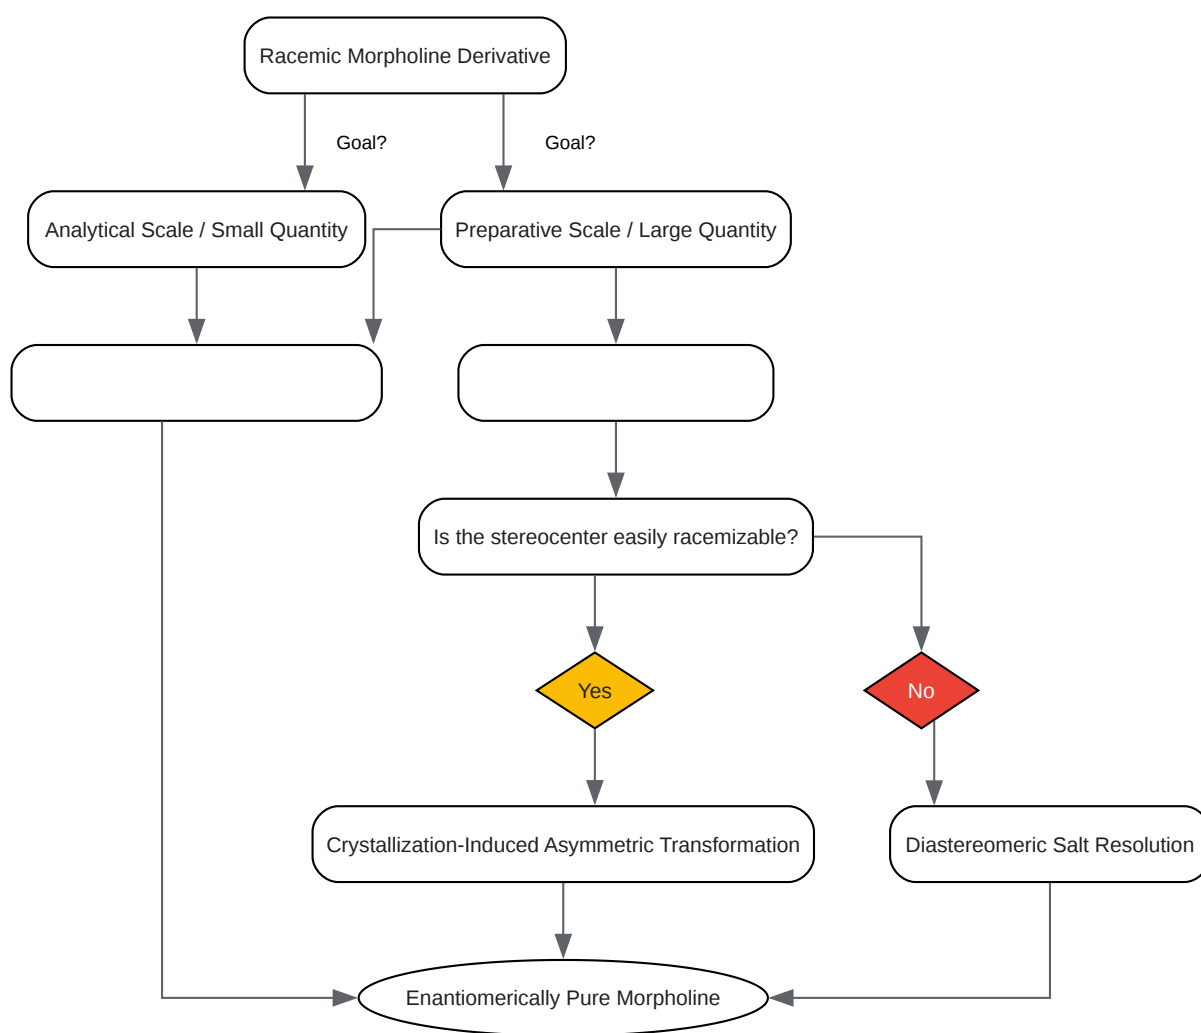 Racemic Morpholine Derivative
Goal?
Goal?
Analytical Scale / Small Quantity
Preparative Scale / Large Quantity
Is the stereocenter easily racemizable?
Yes
No
Crystallization-Induced Asymmetric Transformation
Diastereomeric Salt Resolution
Enantiomerically Pure Morpholine